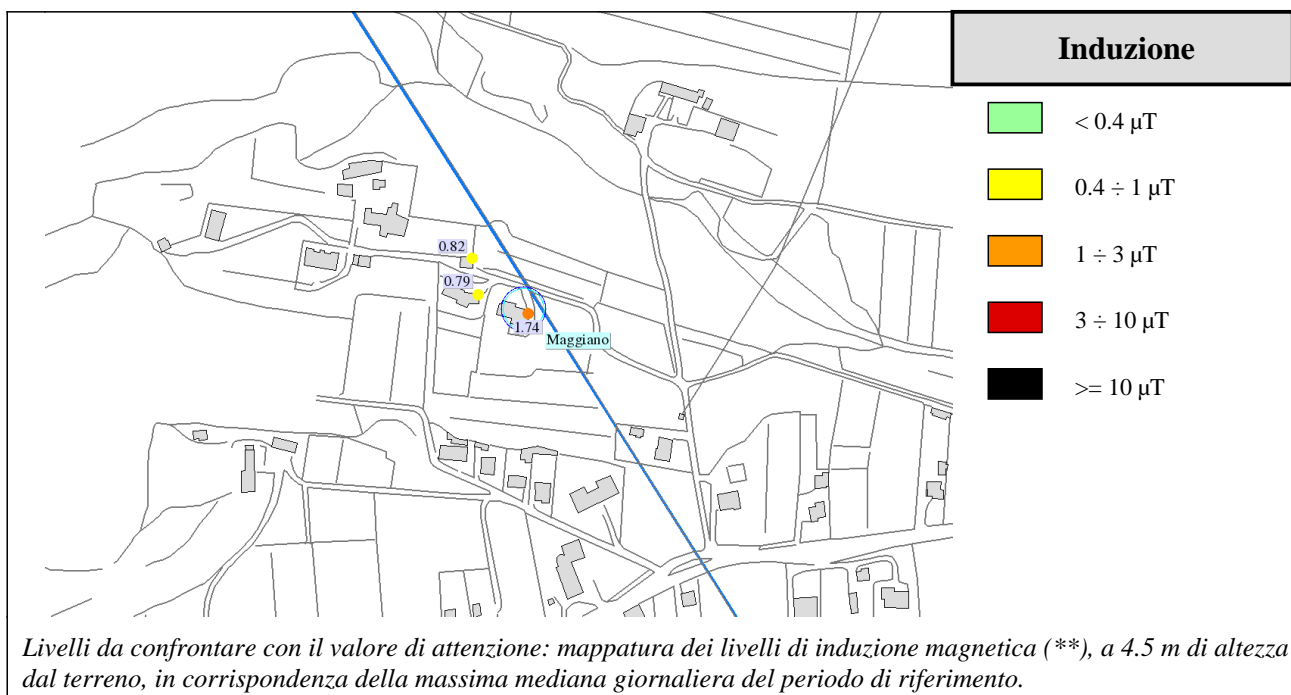 Induzione
< 0.4 µT
0.4 ÷ 1 µT
1 ÷ 3 µT
3 ÷ 10 µT
>= 10 µT
0.82
0.79
1.74
Maggiano
Livelli da confrontare con il valore di attenzione: mappatura dei livelli di induzione magnetica (**), a 4.5 m di altezza
dal terreno, in corrispondenza della massima mediana giornaliera del periodo di riferimento.